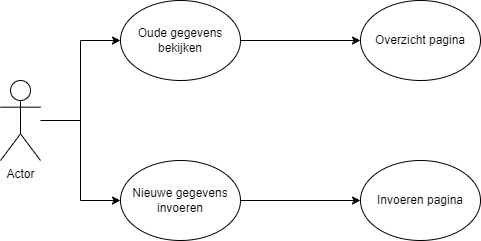 Oude gegevens
bekijken
Overzicht pagina
Actor
Nieuwe gegevens
invoeren
Invoeren pagina